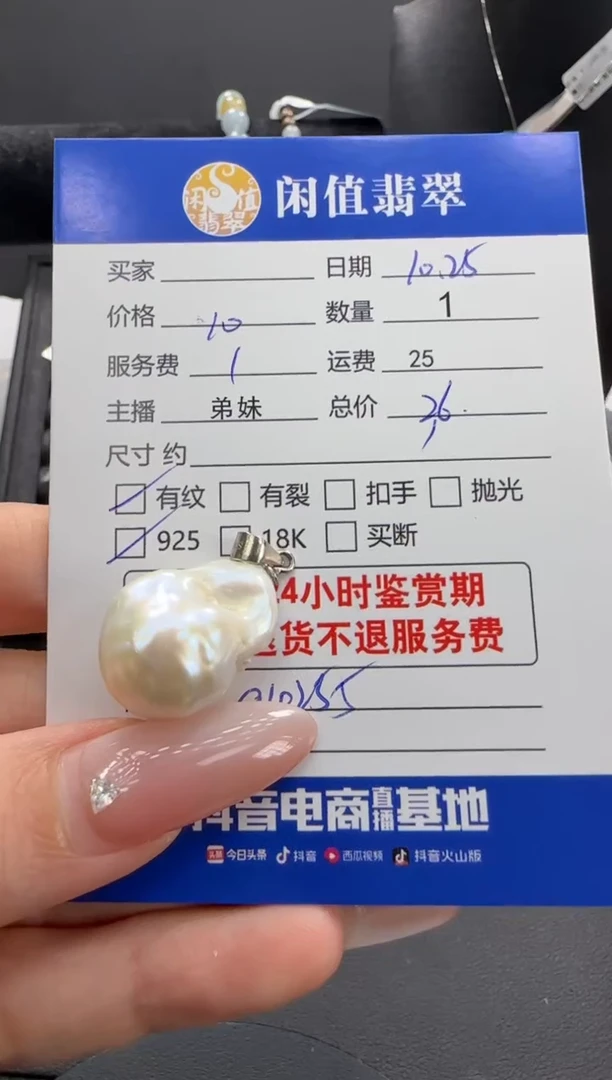 闲值翡翠
闲值翡翠
买家 日期 10.25
价格 10 数量 1
服务费 1 运费 25
主播 弟妹 总价 26.
尺寸 约
有纹 有裂 扣手 抛光
925 18K 买断
4小时鉴赏期
货不退服务费
抖音电商直播基地
头条 今日头条 抖音 西瓜视频 抖音火山版